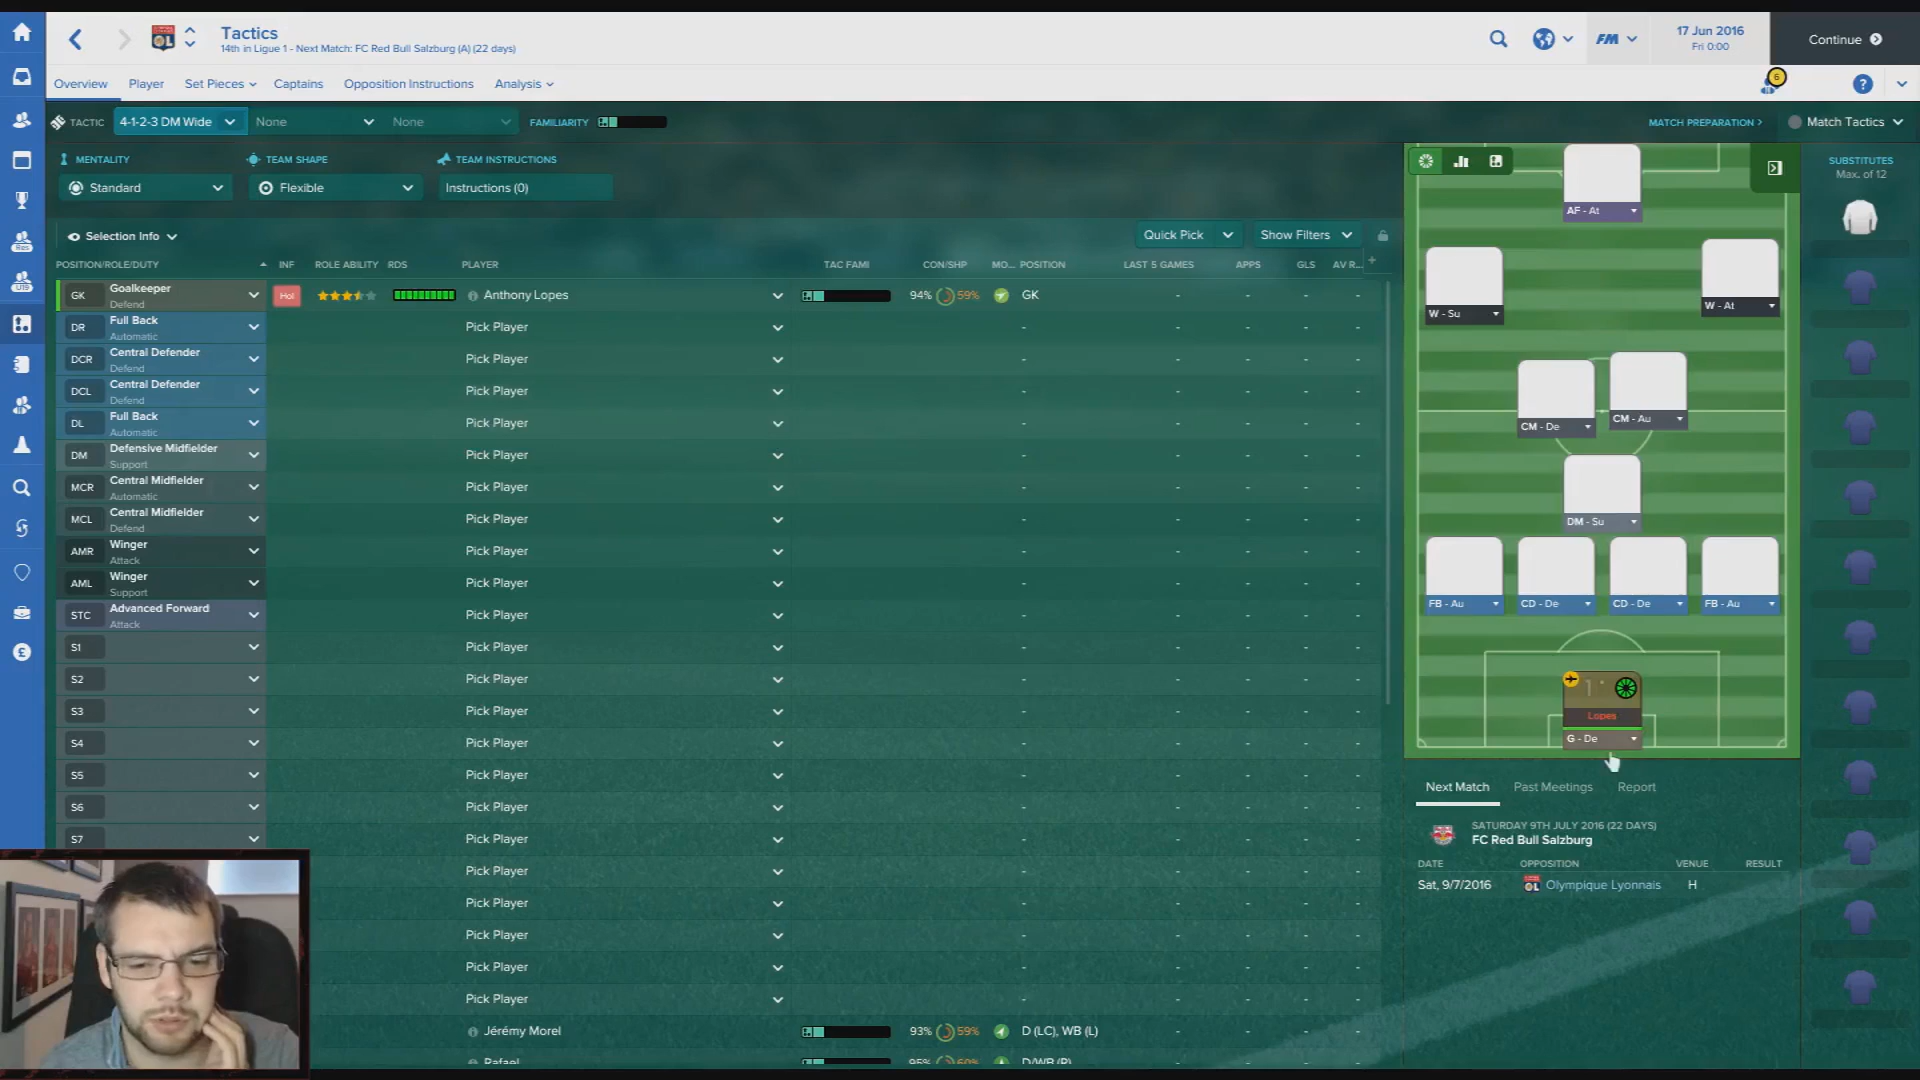 Tactics
14th in Ligue 1 - Next Match: FC Red Bull Salzburg (A) (22 days)
FM
17 Jun 2016
Fri 0:00
Continue
Overview Player Set Pieces Captains Opposition Instructions Analysis
6
?
TACTIC 4-1-2-3 DM Wide None None FAMILIARITY
MATCH PREPARATION > Match Tactics
MENTALITY TEAM SHAPE TEAM INSTRUCTIONS
Standard Flexible Instructions (0)
SUBSTITUTES
Max. of 12
Selection Info Quick Pick Show Filters
POSITION/ROLE/DUTY INF ROLE ABILITY RDS PLAYER TAC FAMI CON/SHP MO... POSITION LAST 5 GAMES APPS GLS AV R...
GK Goalkeeper Defend Hol Anthony Lopes 94% 59% GK - - - -
DR Full Back Automatic Pick Player - - - - -
DCR Central Defender Defend Pick Player - - - - -
DCL Central Defender Defend Pick Player - - - - -
DL Full Back Automatic Pick Player - - - - -
DM Defensive Midfielder Support Pick Player - - - - -
MCR Central Midfielder Automatic Pick Player - - - - -
MCL Central Midfielder Defend Pick Player - - - - -
AMR Winger Attack Pick Player - - - - -
AML Winger Support Pick Player - - - - -
STC Advanced Forward Attack Pick Player - - - - -
S1 Pick Player - - - - -
S2 Pick Player - - - - -
S3 Pick Player - - - - -
S4 Pick Player - - - - -
S5 Pick Player - - - - -
S6 Pick Player - - - - -
S7 Pick Player - - - - -
Pick Player - - - - -
Pick Player - - - - -
Pick Player - - - - -
Pick Player - - - - -
Pick Player - - - - -
Jérémy Morel 93% 59% D (LC), WB (L) - - - -
Rafael 95% 60% D/WB (R)
AF - At
W - Su W - At
CM - De CM - Au
DM - Su
FB - Au CD - De CD - De FB - Au
1
Lopes
G - De
Next Match Past Meetings Report
SATURDAY 9TH JULY 2016 (22 DAYS)
FC Red Bull Salzburg
DATE OPPOSITION VENUE RESULT
Sat, 9/7/2016 Olympique Lyonnais H
Res
U19